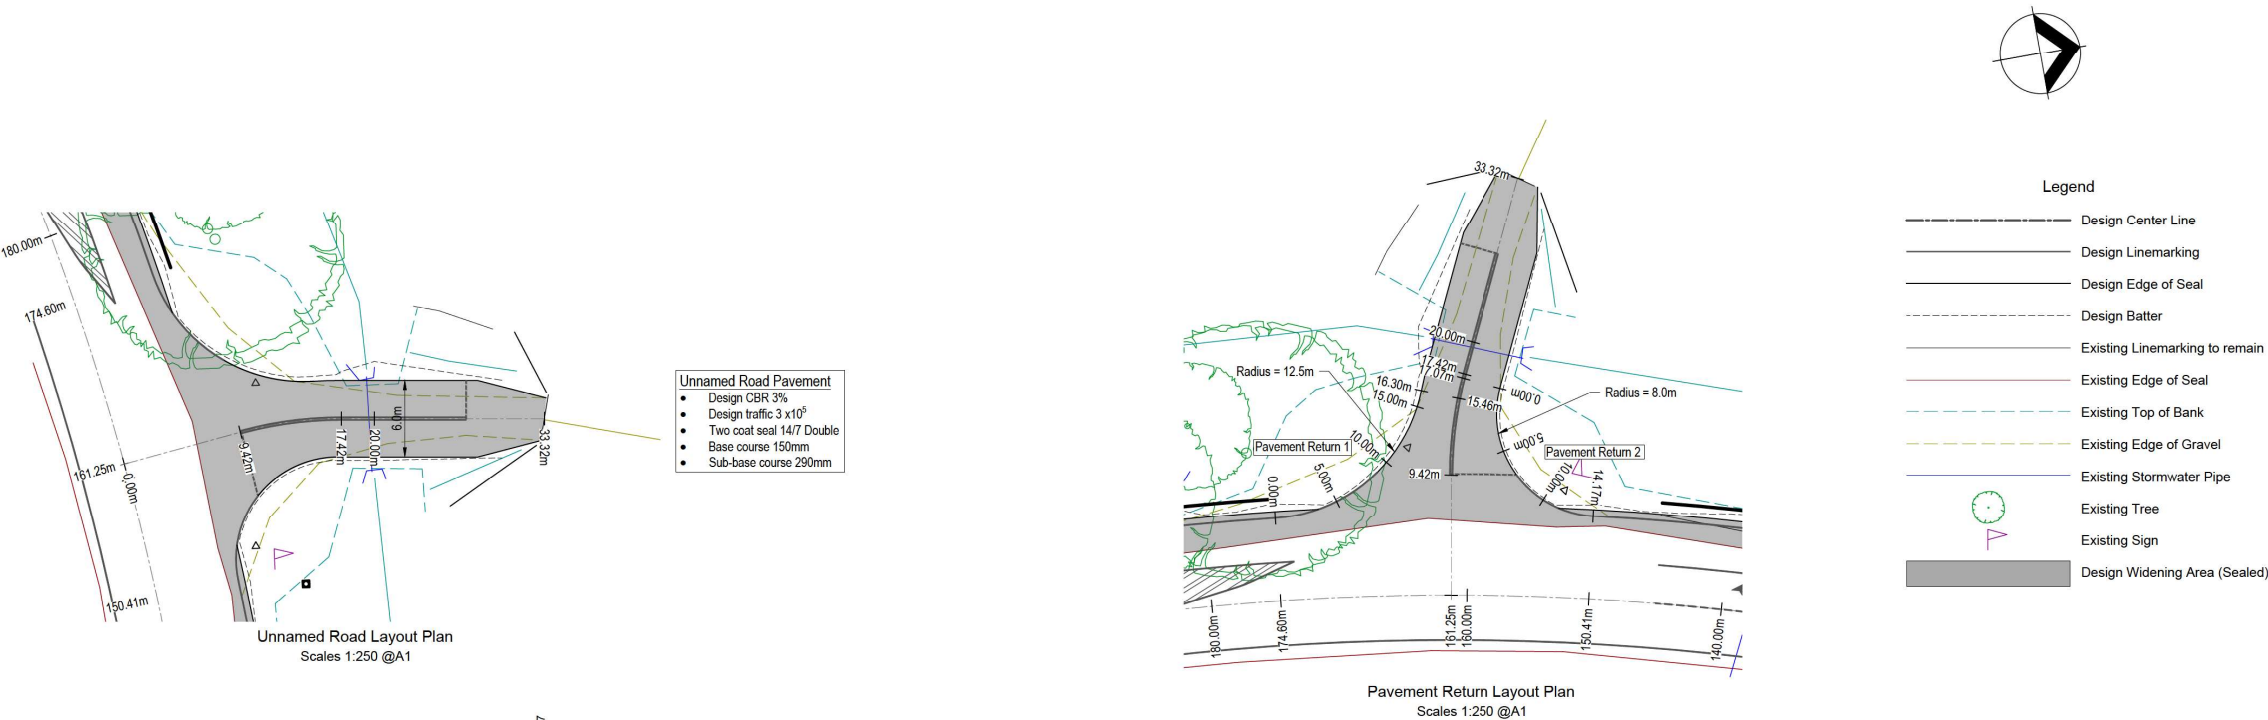 180.00m
174.60m
161.25m
0.00m
150.41m
9.42m
17.42m
20.00m
6.0m
33.32m
Unnamed Road Layout Plan
Scales 1:250 @A1
Unnamed Road Pavement
Design CBR 3%
Design traffic 3 x10⁵
Two coat seal 14/7 Double
Base course 150mm
Sub-base course 290mm
33.32m
20.00m
17.42m
17.07m
Radius = 12.5m
16.30m
15.00m
15.46m
0.00m
Radius = 8.0m
Pavement Return 1
10.00m
5.00m
Pavement Return 2
9.42m
5.00m
0.00m
10.00m
14.17m
180.00m
174.60m
161.25m
160.00m
150.41m
140.00m
Pavement Return Layout Plan
Scales 1:250 @A1
Legend
Design Center Line
Design Linemarking
Design Edge of Seal
Design Batter
Existing Linemarking to remain
Existing Edge of Seal
Existing Top of Bank
Existing Edge of Gravel
Existing Stormwater Pipe
Existing Tree
Existing Sign
Design Widening Area (Sealed)